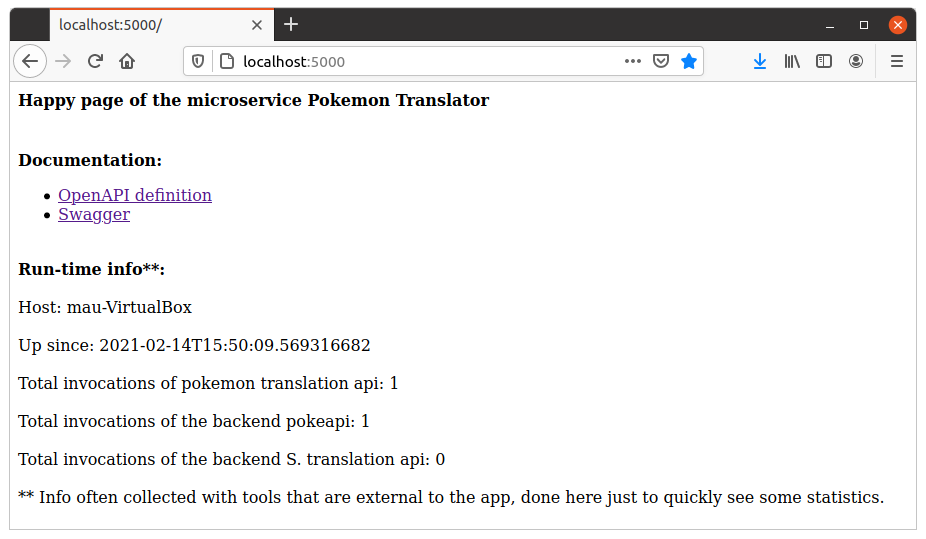 localhost:5000/
localhost:5000
Happy page of the microservice Pokemon Translator
Documentation:
OpenAPI definition
Swagger
Run-time info**:
Host: mau-VirtualBox
Up since: 2021-02-14T15:50:09.569316682
Total invocations of pokemon translation api: 1
Total invocations of the backend pokeapi: 1
Total invocations of the backend S. translation api: 0
** Info often collected with tools that are external to the app, done here just to quickly see some statistics.